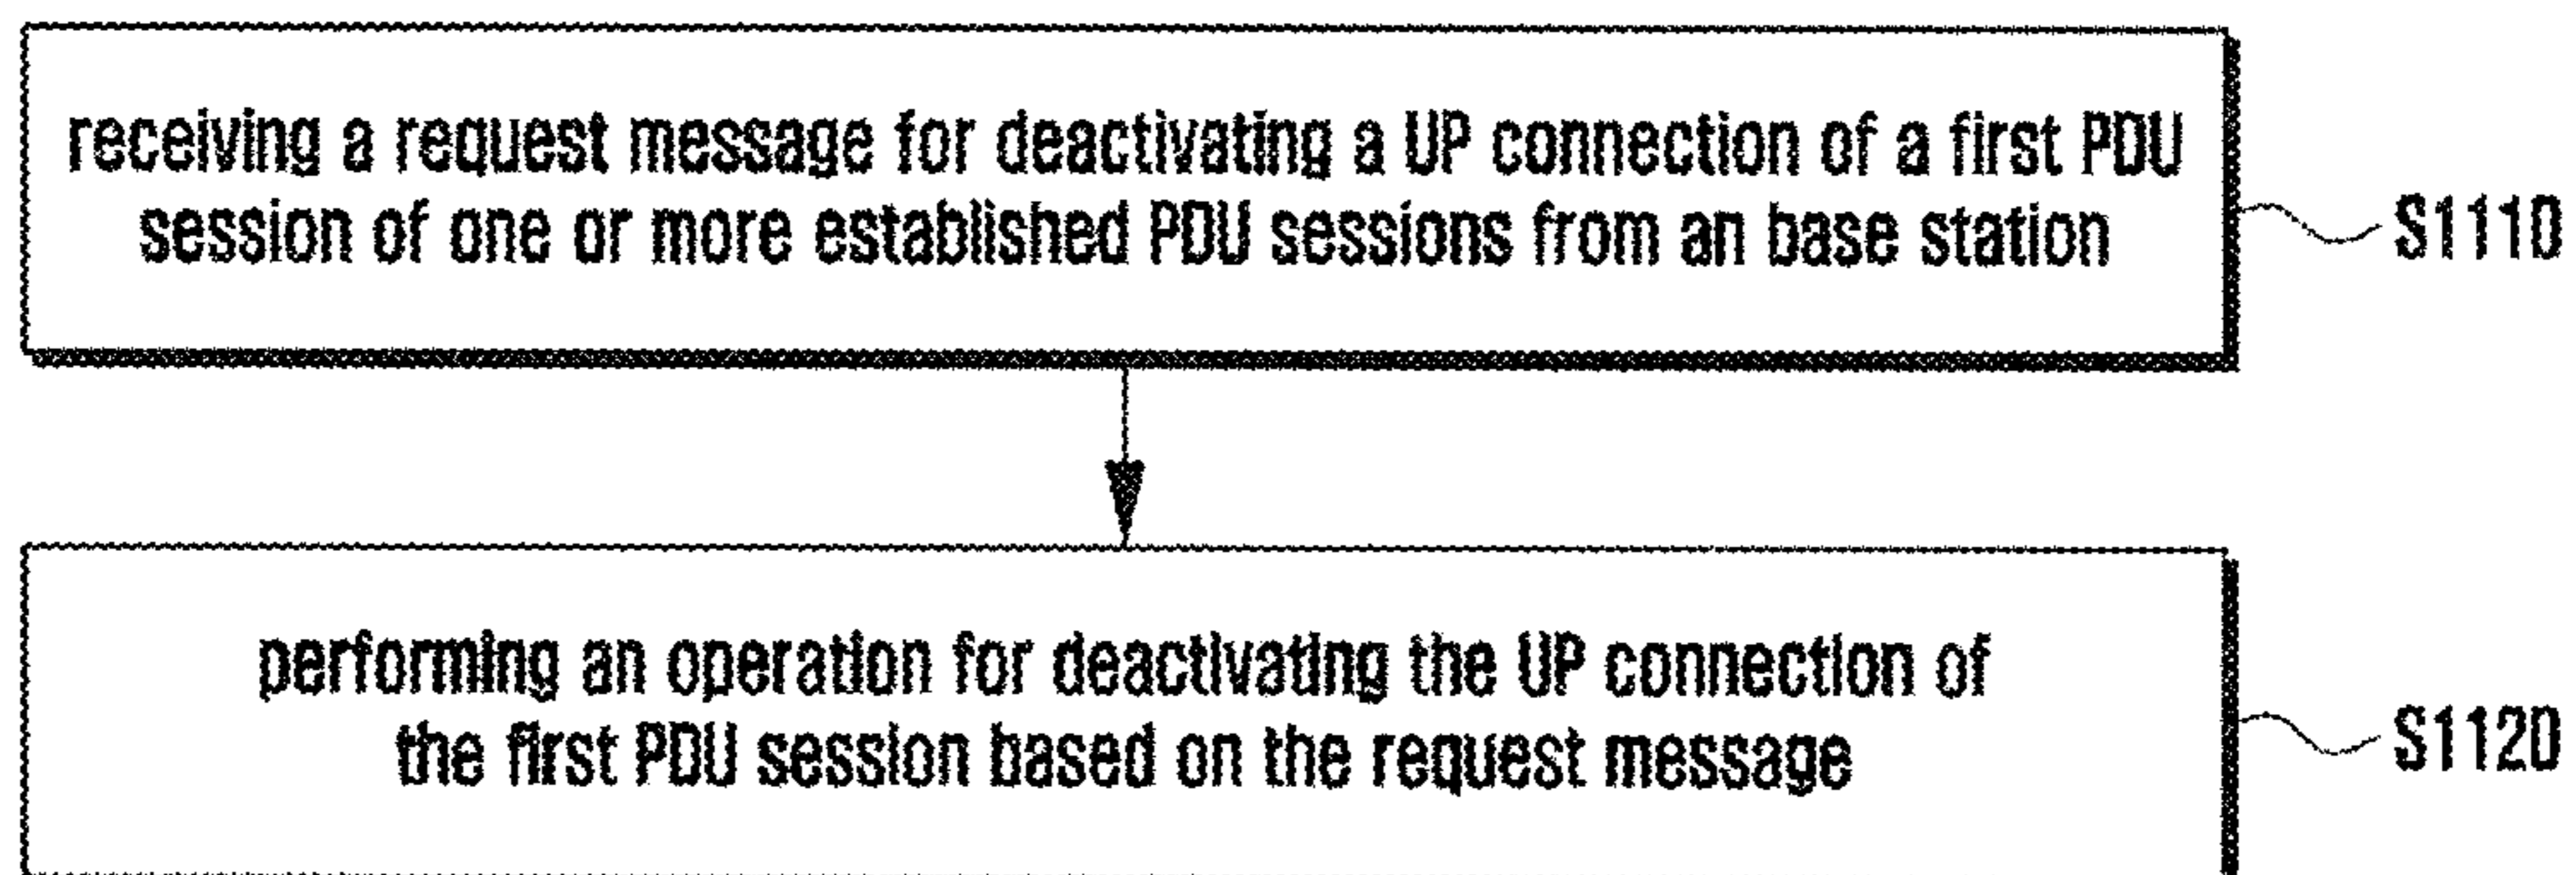 receiving a request message for deactivating a UP connection of a first PDU
session of one or more established PDU sessions from an base station
S1110
performing an operation for deactivating the UP connection of
the first PDU session based on the request message
S1120